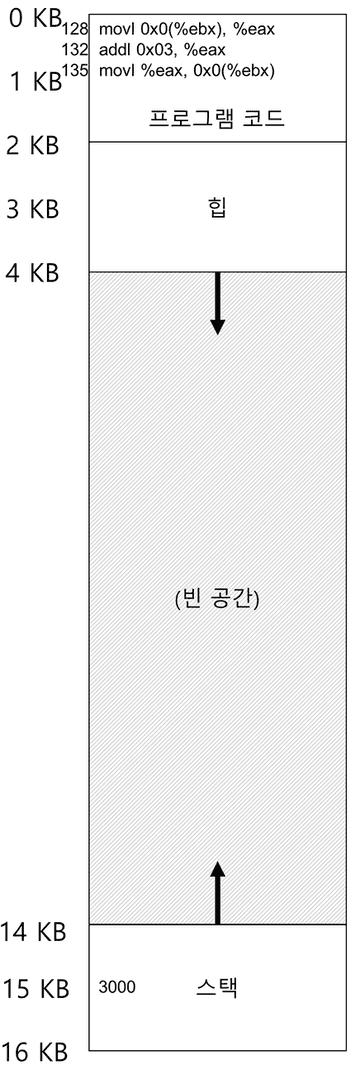 0 KB
128 movl 0x0(%ebx), %eax
132 addl 0x03, %eax
135 movl %eax, 0x0(%ebx)
1 KB
프로그램 코드
2 KB
3 KB 힙
4 KB
(빈 공간)
14 KB
15 KB 3000 스택
16 KB